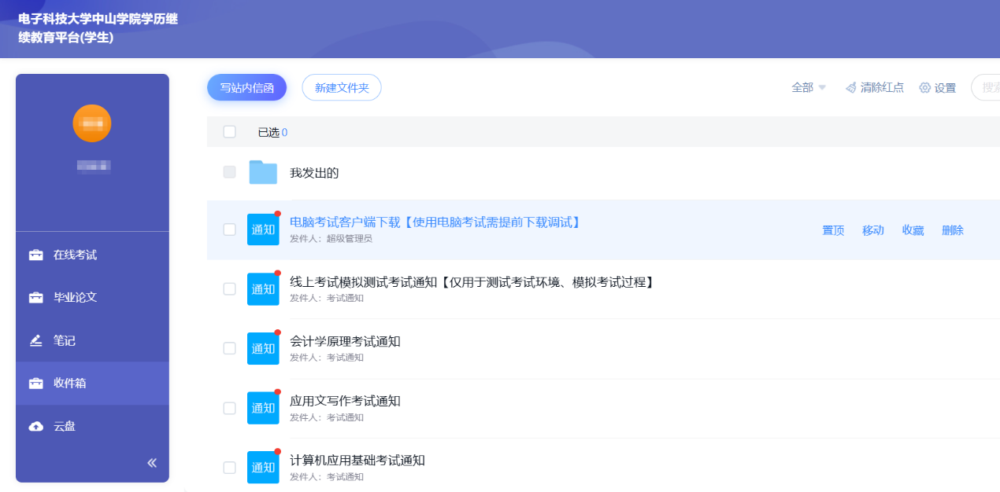 电子科技大学中山学院学历继
续教育平台(学生)
写站内信函
新建文件夹
全部
清除红点
设置
已选 0
我发出的
通知
电脑考试客户端下载【使用电脑考试需提前下载调试】
发件人：超级管理员
置顶
移动
收藏
删除
通知
线上考试模拟测试考试通知【仅用于测试考试环境、模拟考试过程】
发件人：考试通知
通知
会计学原理考试通知
发件人：考试通知
通知
应用文写作考试通知
发件人：考试通知
通知
计算机应用基础考试通知
发件人：考试通知
在线考试
毕业论文
笔记
收件箱
云盘